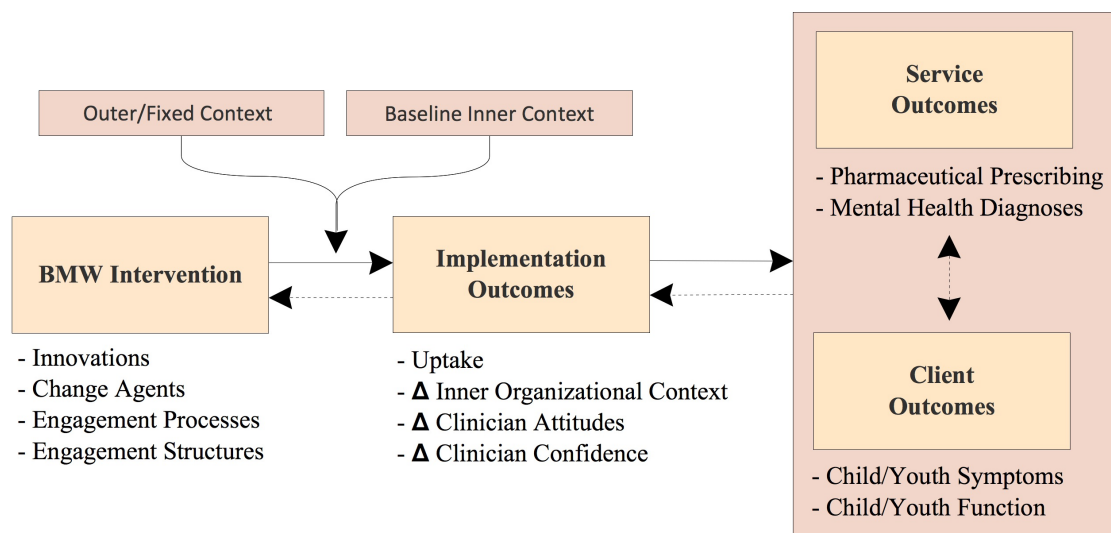 Outer/Fixed Context
Baseline Inner Context
BMW Intervention
- Innovations
- Change Agents
- Engagement Processes
- Engagement Structures
Implementation
Outcomes
- Uptake
- Δ Inner Organizational Context
- Δ Clinician Attitudes
- Δ Clinician Confidence
Service
Outcomes
- Pharmaceutical Prescribing
- Mental Health Diagnoses
Client
Outcomes
- Child/Youth Symptoms
- Child/Youth Function